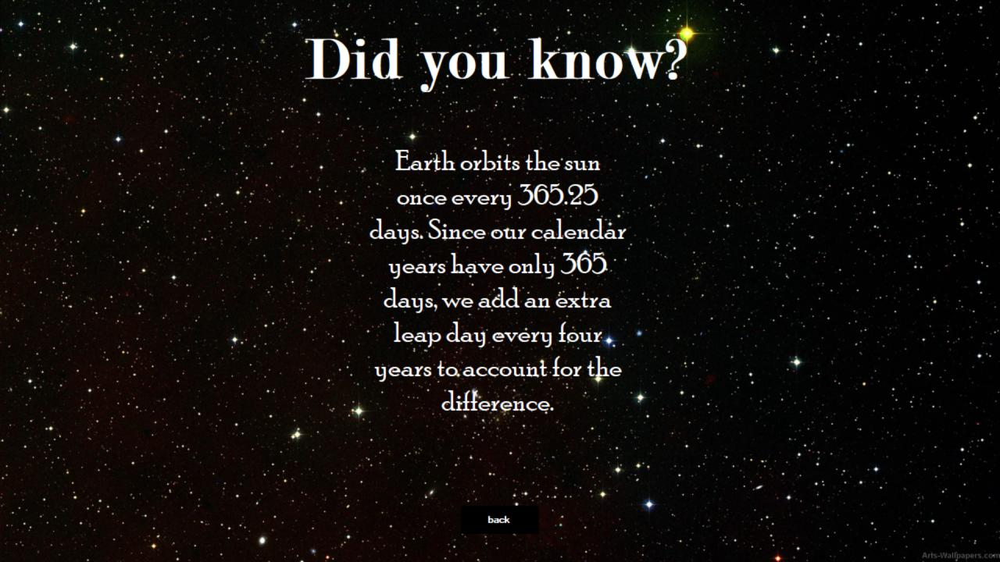 Did you know?
Earth orbits the sun
once every 365.25
days. Since our calendar
years have only 365
days, we add an extra
leap day every four
years to account for the
difference.
back
Arts-Wallpapers.com